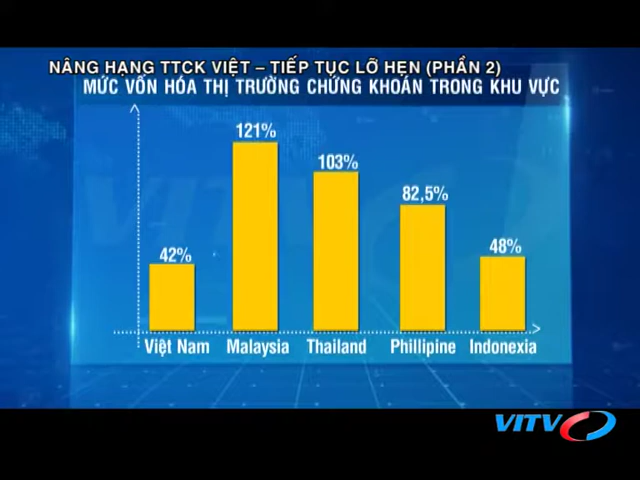 NÂNG HẠNG TTCK VIỆT – TIẾP TỤC LỠ HẸN (PHẦN 2)
MỨC VỐN HÓA THỊ TRƯỜNG CHỨNG KHOÁN TRONG KHU VỰC
121%
103%
82,5%
48%
42%
Việt Nam Malaysia Thailand Phillipine Indonexia
VITV